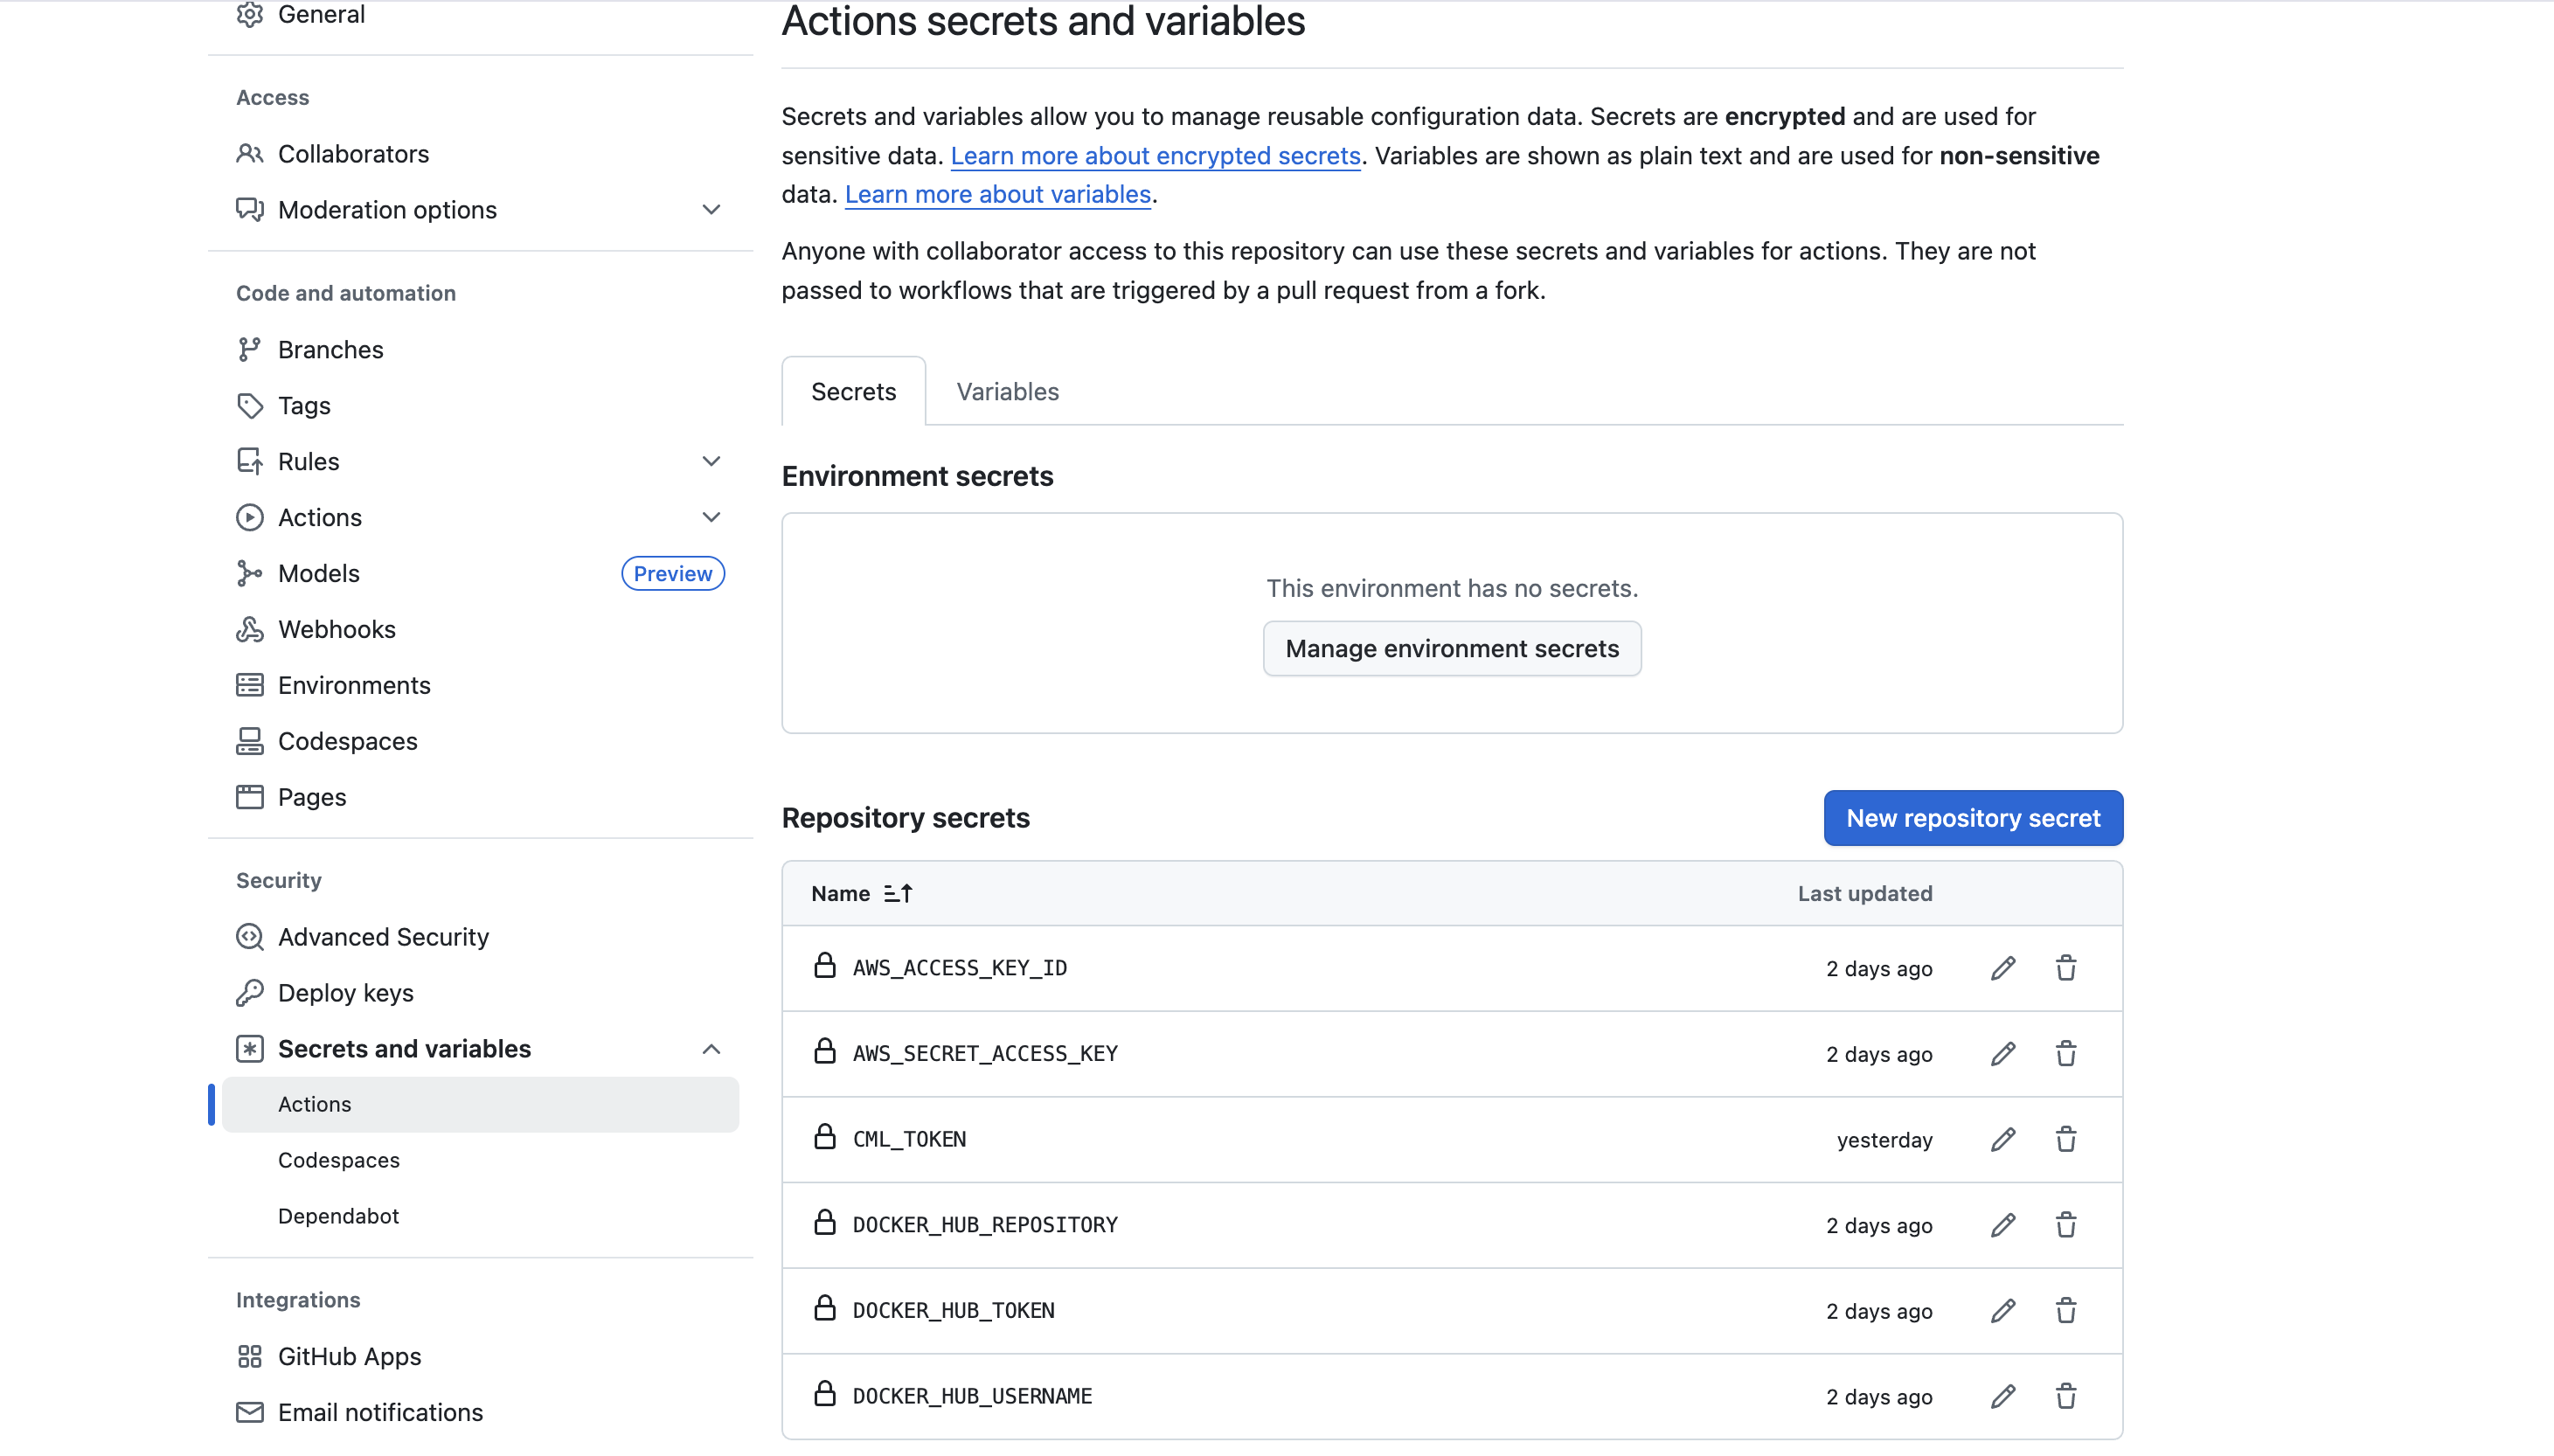 General
Access
Collaborators
Moderation options
Code and automation
Branches
Tags
Rules
Actions
Models Preview
Webhooks
Environments
Codespaces
Pages
Security
Advanced Security
Deploy keys
Secrets and variables
Actions
Codespaces
Dependabot
Integrations
GitHub Apps
Email notifications
Actions secrets and variables
Secrets and variables allow you to manage reusable configuration data. Secrets are encrypted and are used for
sensitive data. Learn more about encrypted secrets. Variables are shown as plain text and are used for non-sensitive
data. Learn more about variables.
Anyone with collaborator access to this repository can use these secrets and variables for actions. They are not
passed to workflows that are triggered by a pull request from a fork.
Secrets Variables
Environment secrets
This environment has no secrets.
Manage environment secrets
Repository secrets New repository secret
Name Last updated
AWS_ACCESS_KEY_ID 2 days ago
AWS_SECRET_ACCESS_KEY 2 days ago
CML_TOKEN yesterday
DOCKER_HUB_REPOSITORY 2 days ago
DOCKER_HUB_TOKEN 2 days ago
DOCKER_HUB_USERNAME 2 days ago